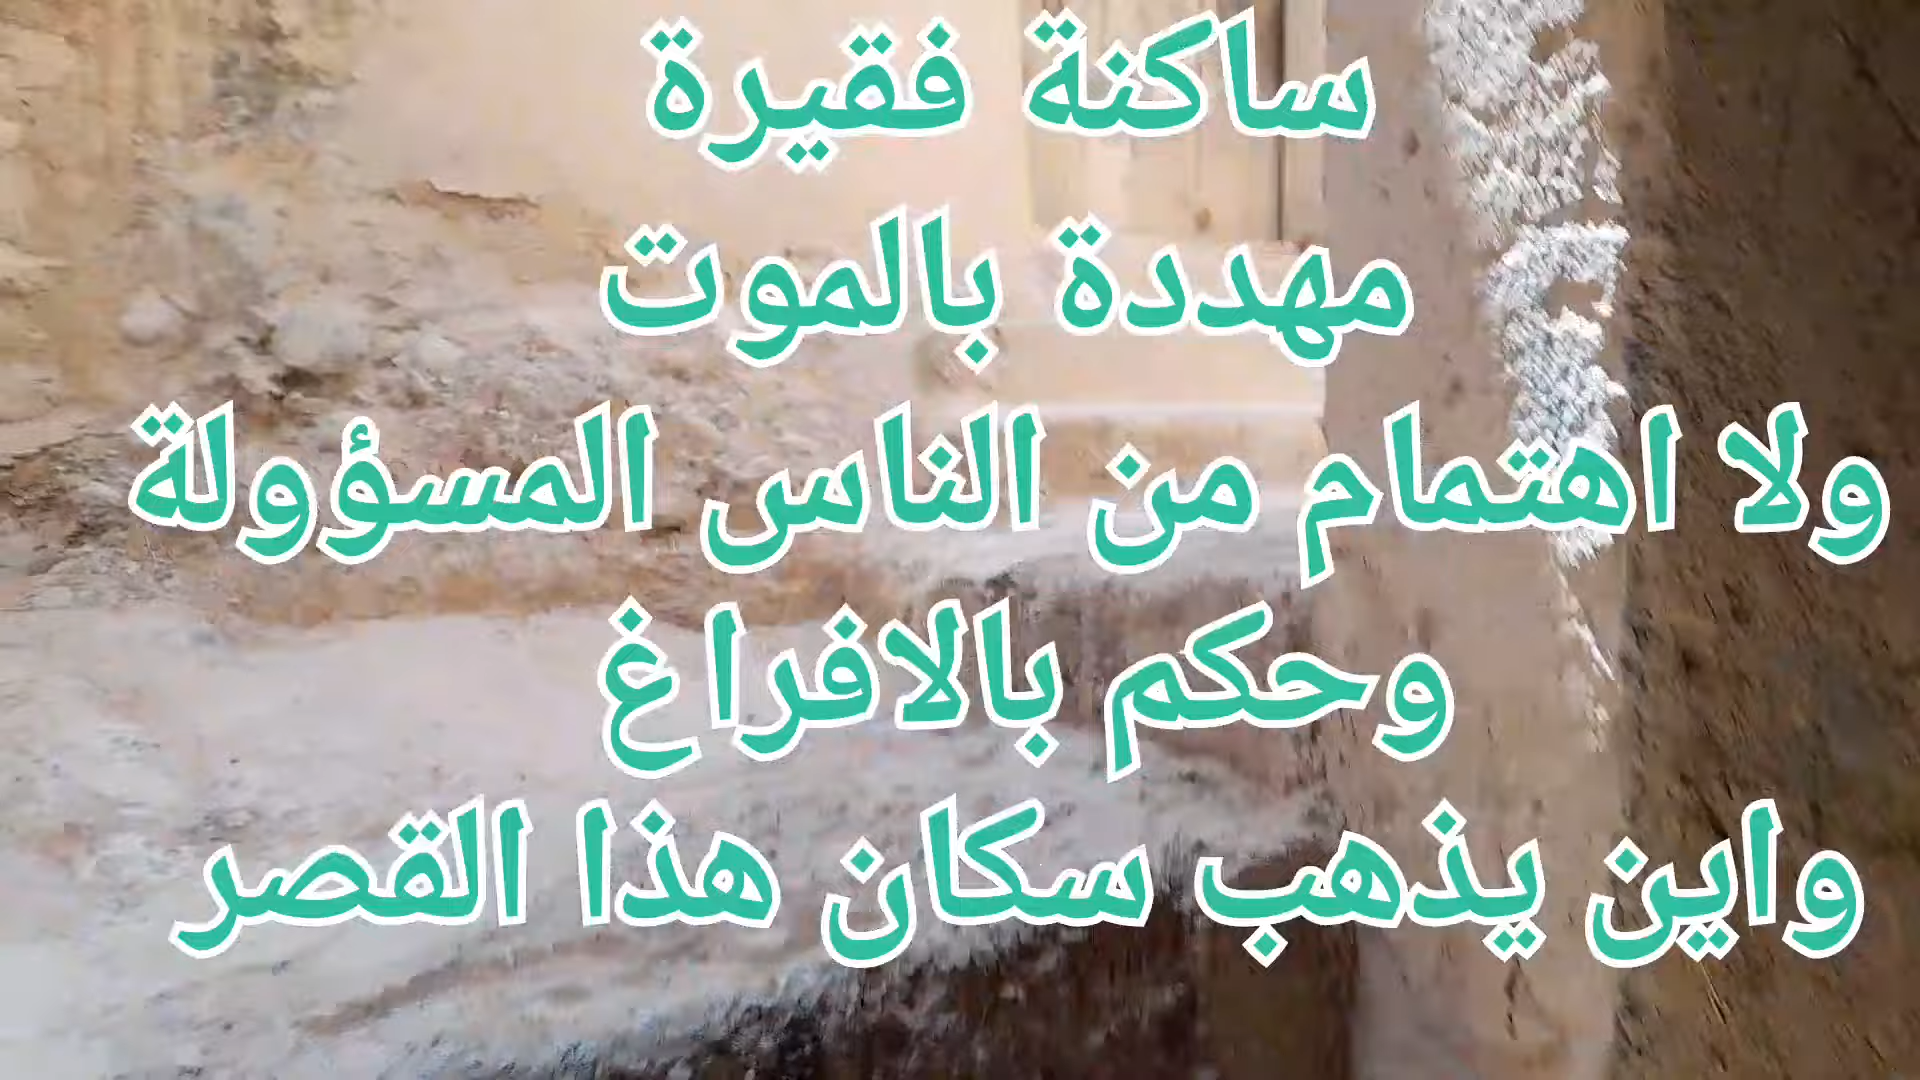 ساكنة فقيرة
مهددة بالموت
ولا اهتمام من الناس المسؤولة
وحكم بالافراغ
واين يذهب سكان هذا القصر